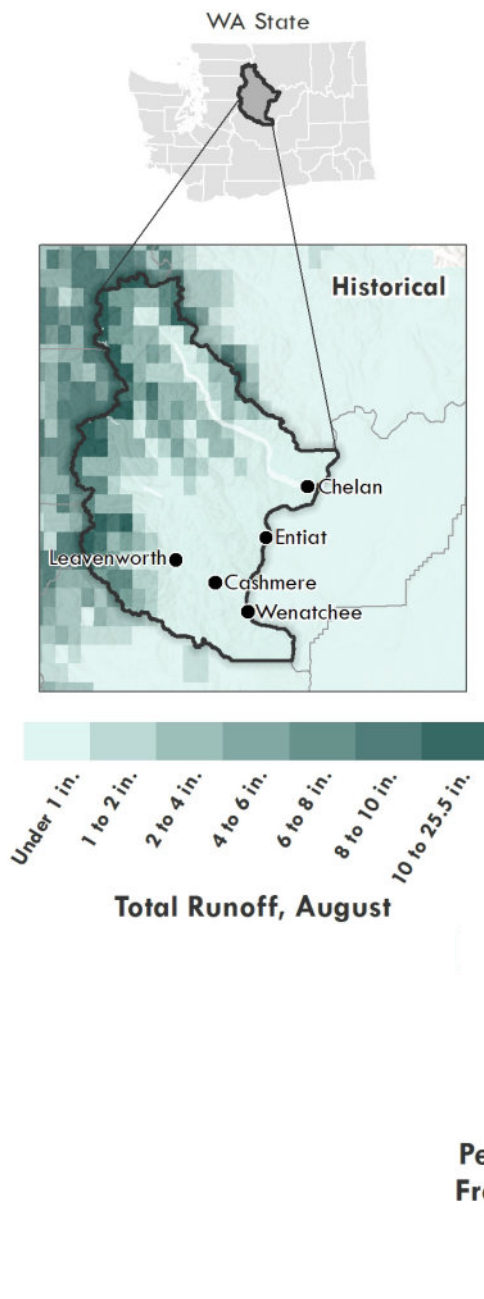 WA State
Historical
Chelan
Entiat
Leavenworth
Cashmere
Wenatchee
Under 1 in.
1 to 2 in.
2 to 4 in.
4 to 6 in.
6 to 8 in.
8 to 10 in.
10 to 25.5 in.
Total Runoff, August
Pe
Fr